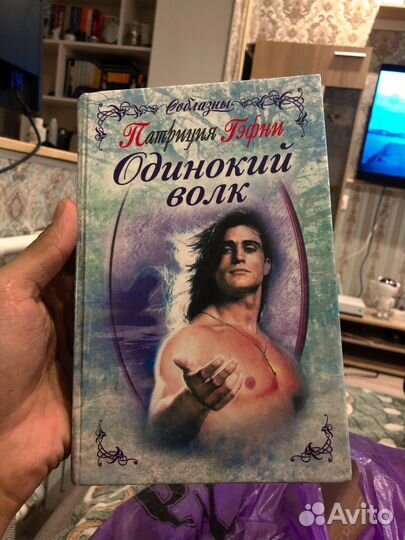 Соблазны
Патриция Гэфни
Одинокий
волк
Avito